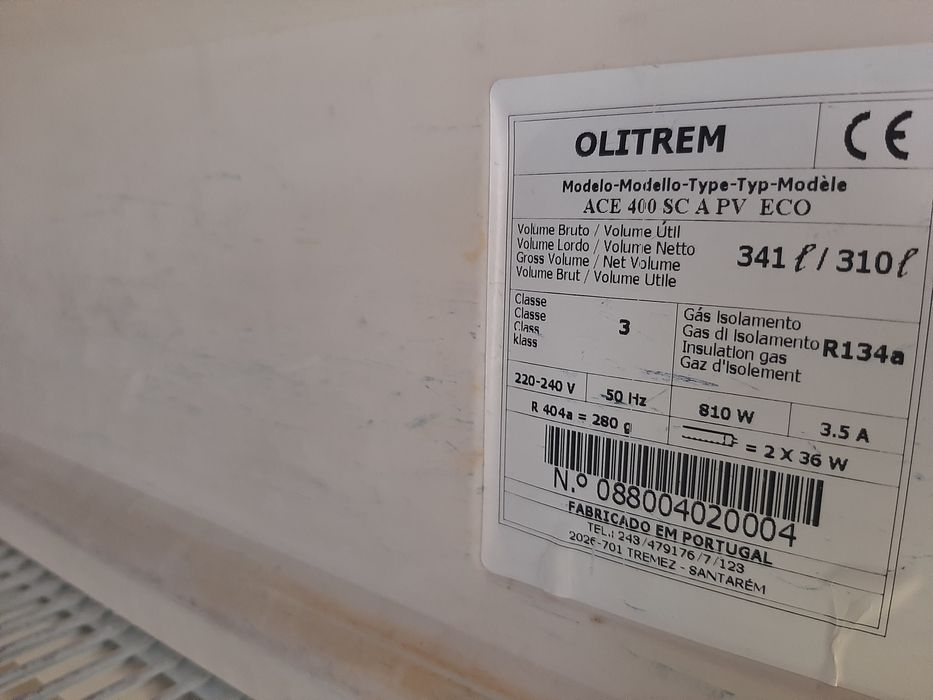 OLITREM
CE
Modelo-Modello-Type-Typ-Modèle
ACE 400 SC A PV ECO
Volume Bruto / Volume Útil
Volume Lordo / Volume Netto
Gross Volume / Net Volume
Volume Brut / Volume Utile
341 ℓ / 310 ℓ
Classe
Classe
Class
klass
3
Gás Isolamento
Gas di Isolamento
Insulation gas
Gaz d'Isolement
R134a
220-240 V
50 Hz
810 W
3.5 A
R 404a = 280 g
= 2 X 36 W
N.º 088004020004
FABRICADO EM PORTUGAL
TEL.: 243/479176/7/123
2026-701 TREMEZ - SANTARÉM